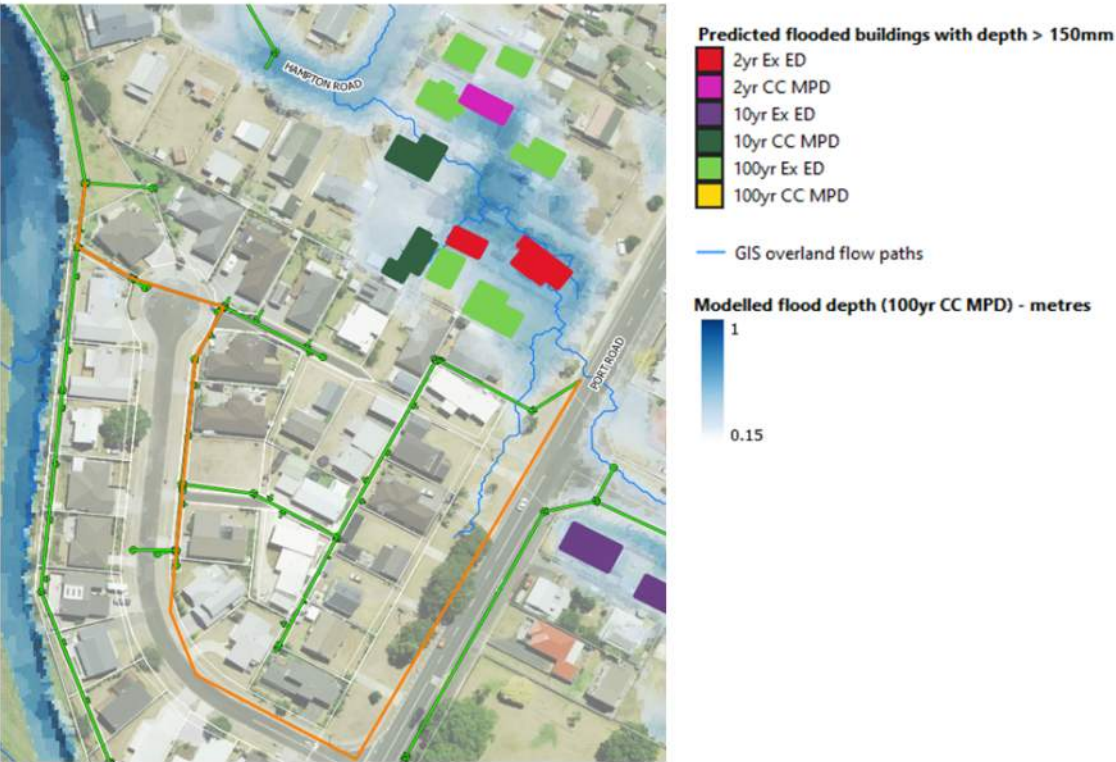 HAMPTON ROAD
PORT ROAD
Predicted flooded buildings with depth > 150mm
2yr Ex ED
2yr CC MPD
10yr Ex ED
10yr CC MPD
100yr Ex ED
100yr CC MPD
GIS overland flow paths
Modelled flood depth (100yr CC MPD) - metres
1
0.15